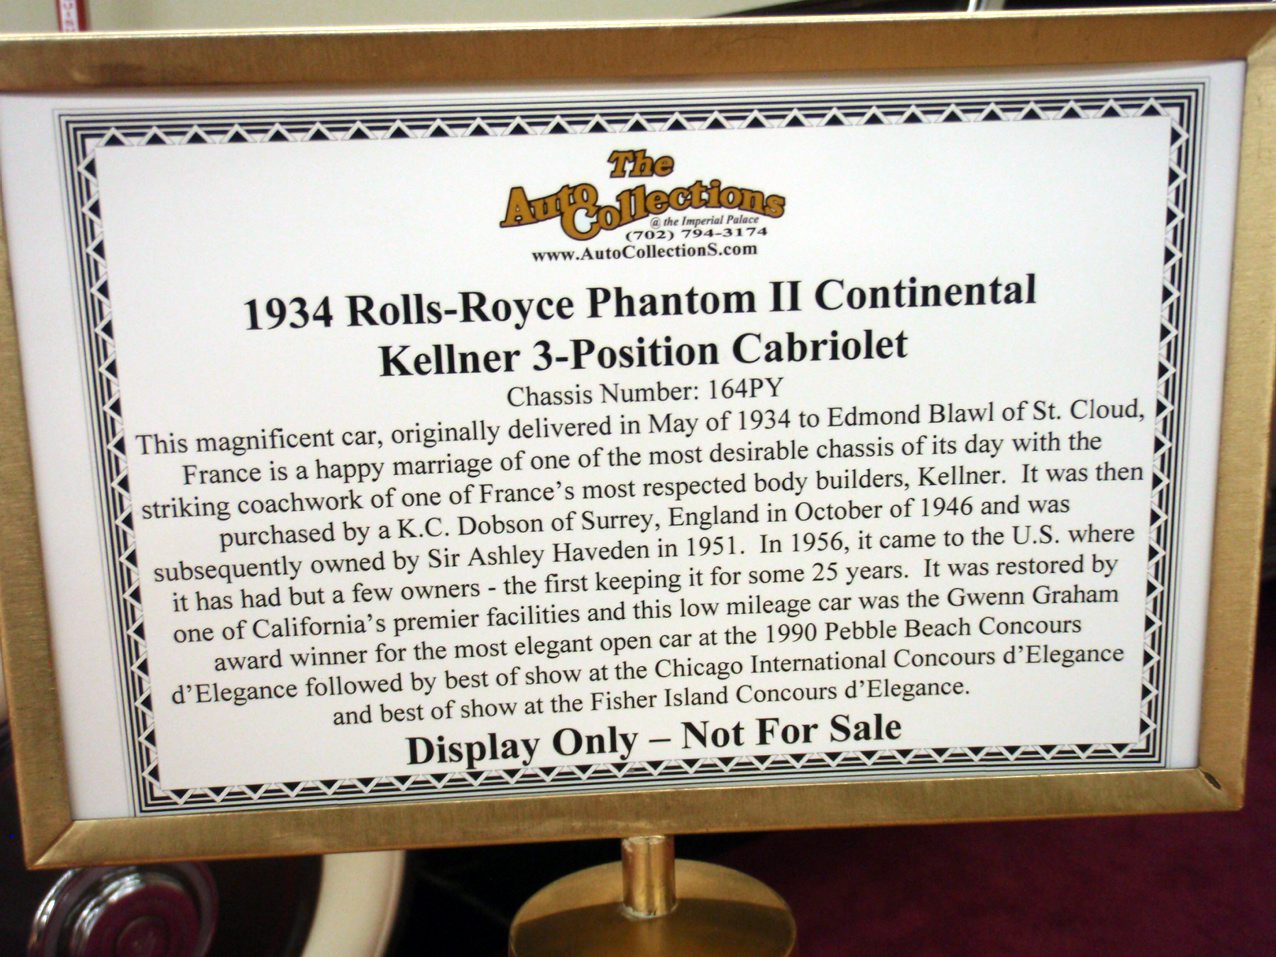 The
Auto Collections
@ the Imperial Palace
(702) 794-3174
www.AutoCollectionS.com
1934 Rolls-Royce Phantom II Continental
Kellner 3-Position Cabriolet
Chassis Number: 164PY
This magnificent car, originally delivered in May of 1934 to Edmond Blawl of St. Cloud,
France is a happy marriage of one of the most desirable chassis of its day with the
striking coachwork of one of France's most respected body builders, Kellner. It was then
purchased by a K.C. Dobson of Surrey, England in October of 1946 and was
subsequently owned by Sir Ashley Haveden in 1951. In 1956, it came to the U.S. where
it has had but a few owners - the first keeping it for some 25 years. It was restored by
one of California's premier facilities and this low mileage car was the Gwenn Graham
award winner for the most elegant open car at the 1990 Pebble Beach Concours
d'Elegance followed by best of show at the Chicago International Concours d'Elegance
and best of show at the Fisher Island Concours d'Elegance.
Display Only – Not For Sale